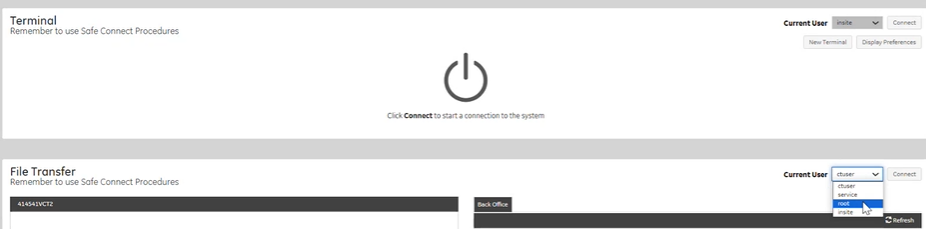 Terminal
Remember to use Safe Connect Procedures
Current User insite Connect
New Terminal Display Preferences
Click Connect to start a connection to the system
File Transfer
Remember to use Safe Connect Procedures
Current User ctuser Connect
ctuser
service
root
insite
414541VCT2
Back Office
Refresh